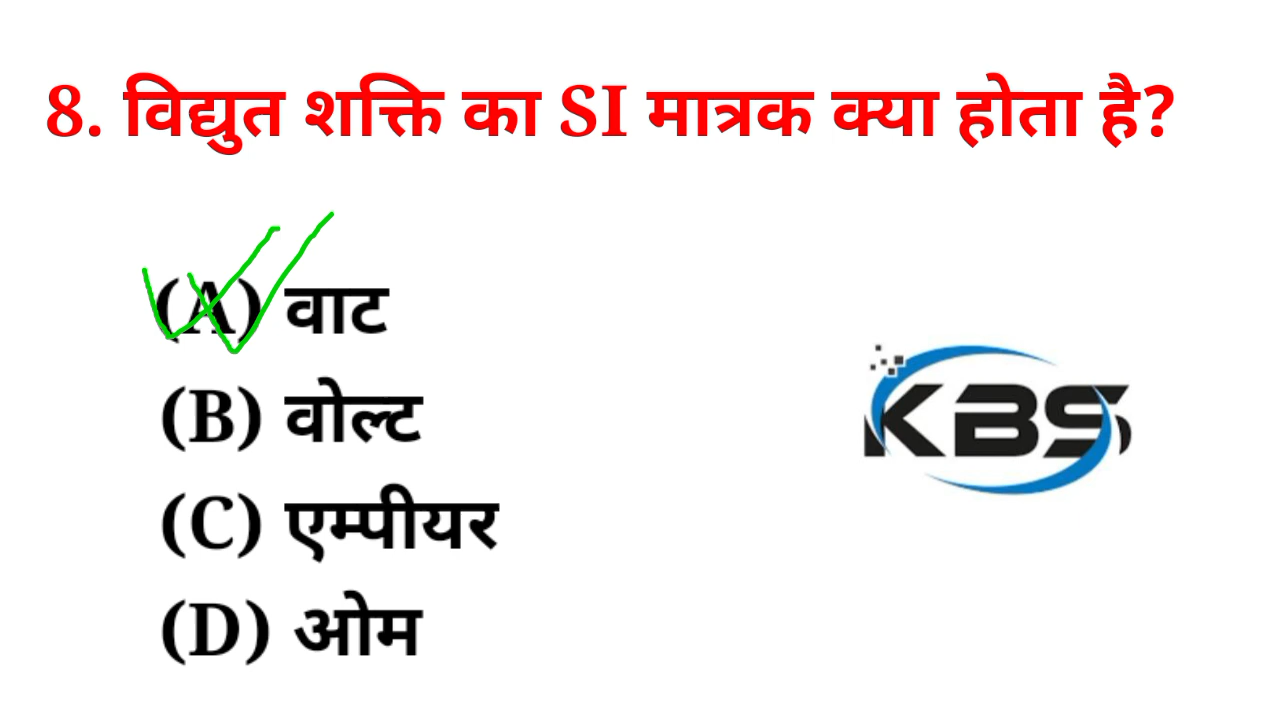 8. विद्युत शक्ति का SI मात्रक क्या होता है?
(A) वाट
(B) वोल्ट
(C) एम्पीयर
(D) ओम
KBS